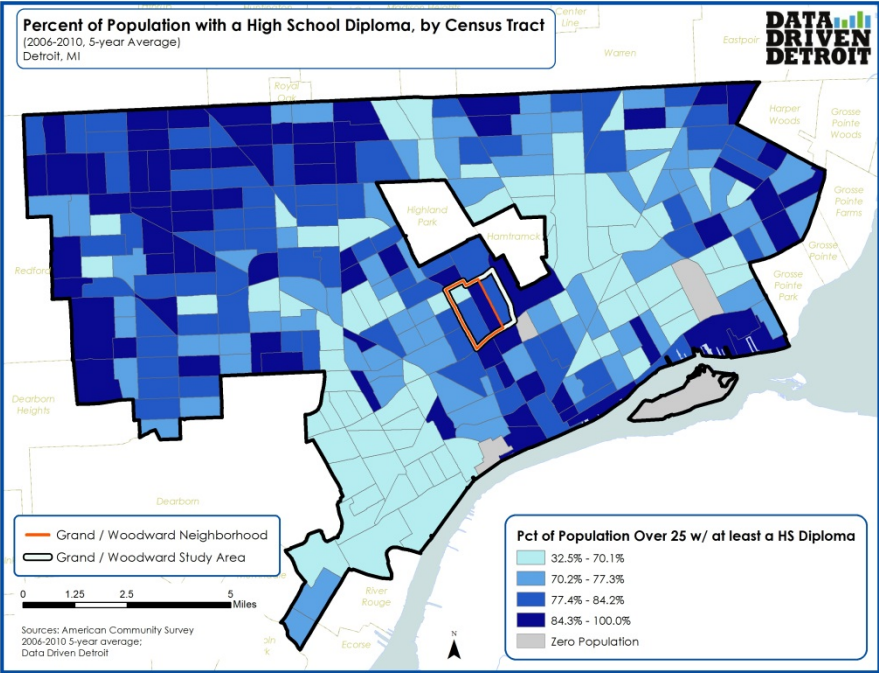 Percent of Population with a High School Diploma, by Census Tract
(2006-2010, 5-year Average)
Detroit, MI
DATA
DRIVEN
DETROIT
Center
Line
Warren
Eastpoi
Royal
Oak
Harper
Woods
Grosse
Pointe
Woods
Highland
Park
Hamtramck
Grosse
Pointe
Farms
Grosse
Pointe
Redford
Grosse
Pointe
Park
Dearborn
Heights
Dearborn
River
Rouge
Ecorse
Grand / Woodward Neighborhood
Grand / Woodward Study Area
0 1.25 2.5 5
Miles
Sources: American Community Survey
2006-2010 5-year average;
Data Driven Detroit
N
Pct of Population Over 25 w/ at least a HS Diploma
32.5% - 70.1%
70.2% - 77.3%
77.4% - 84.2%
84.3% - 100.0%
Zero Population